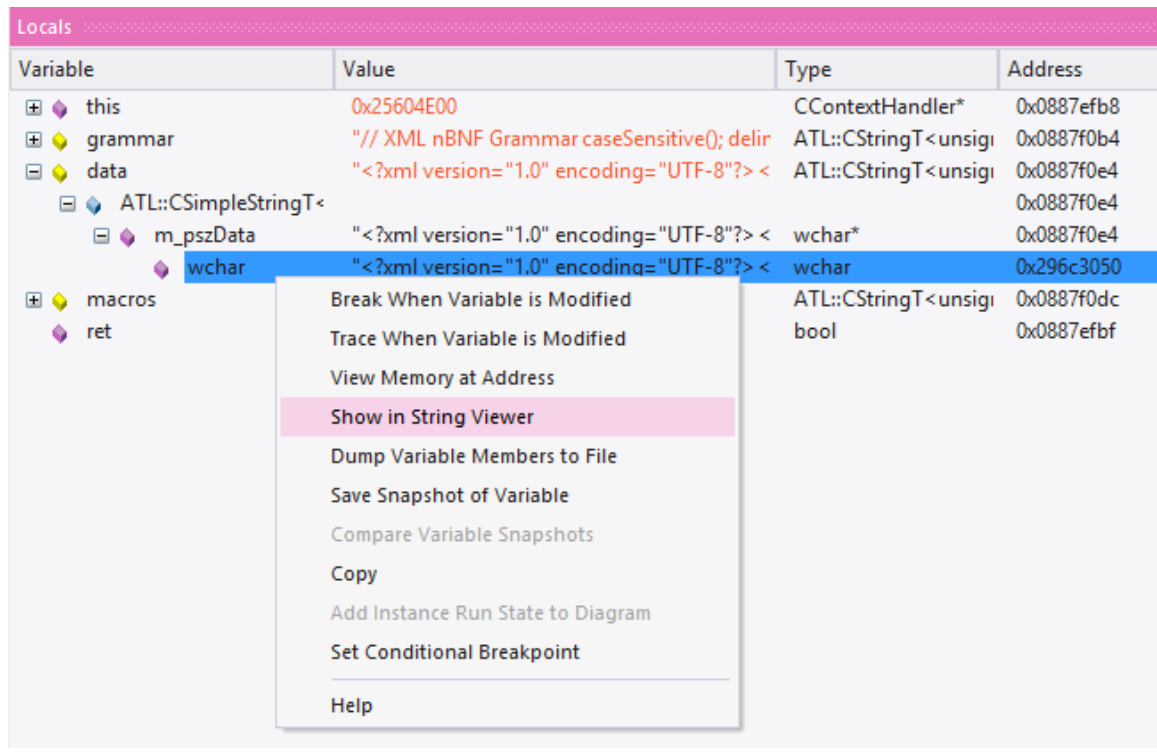 Locals
Variable Value Type Address
this 0x25604E00 CContextHandler* 0x0887efb8
grammar "// XML nBNF Grammar caseSensitive(); delin ATL::CStringT<unsigi 0x0887f0b4
data "<?xml version="1.0" encoding="UTF-8"?> < ATL::CStringT<unsigi 0x0887f0e4
ATL::CSimpleStringT< 0x0887f0e4
m_pszData "<?xml version="1.0" encoding="UTF-8"?> < wchar* 0x0887f0e4
wchar "<?xml version="1.0" encoding="UTF-8"?> < wchar 0x296c3050
macros ATL::CStringT<unsigi 0x0887f0dc
ret bool 0x0887efbf
Break When Variable is Modified
Trace When Variable is Modified
View Memory at Address
Show in String Viewer
Dump Variable Members to File
Save Snapshot of Variable
Compare Variable Snapshots
Copy
Add Instance Run State to Diagram
Set Conditional Breakpoint
Help